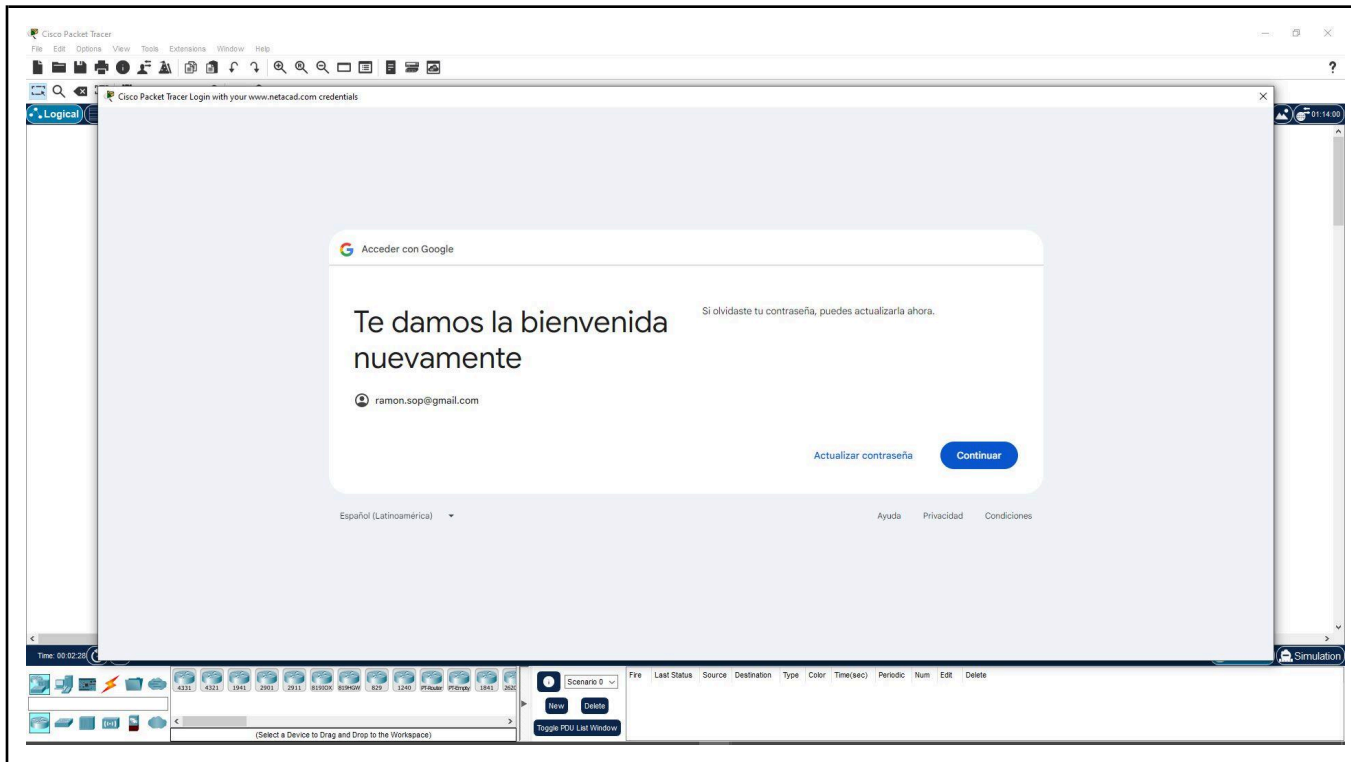 Cisco Packet Tracer
File Edit Options View Tools Extensions Window Help
?
Cisco Packet Tracer Login with your www.netacad.com credentials
Logical
01:14:00
Acceder con Google
Te damos la bienvenida
nuevamente
Si olvidaste tu contraseña, puedes actualizarla ahora.
ramon.sop@gmail.com
Actualizar contraseña
Continuar
Español (Latinoamérica)
Ayuda Privacidad Condiciones
Time: 00:02:28
Simulation
4331 4321 1941 2901 2911 819IOX 819HGW 829 1240 PT-Router PT-Empty 1841
(Select a Device to Drag and Drop to the Workspace)
Scenario 0
New Delete
Toggle PDU List Window
Fire Last Status Source Destination Type Color Time(sec) Periodic Num Edit Delete